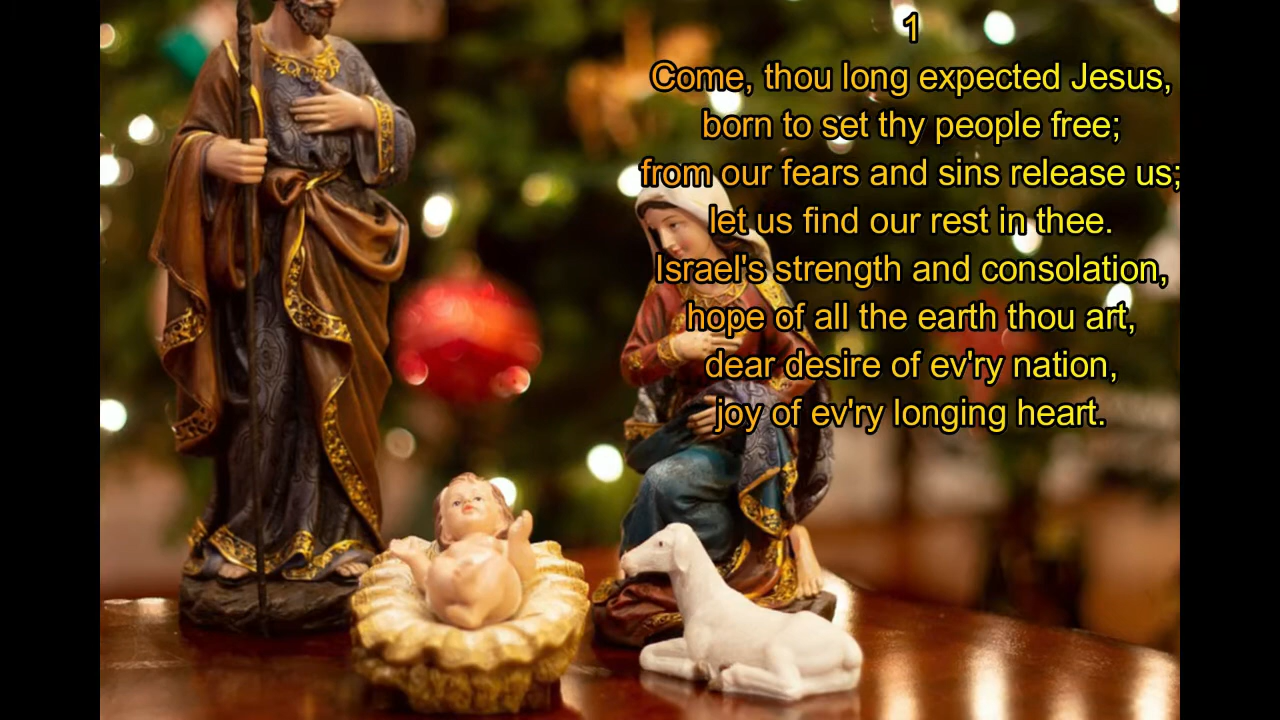 1
Come, thou long expected Jesus,
born to set thy people free;
from our fears and sins release us;
let us find our rest in thee.
Israel's strength and consolation,
hope of all the earth thou art,
dear desire of ev'ry nation,
joy of ev'ry longing heart.